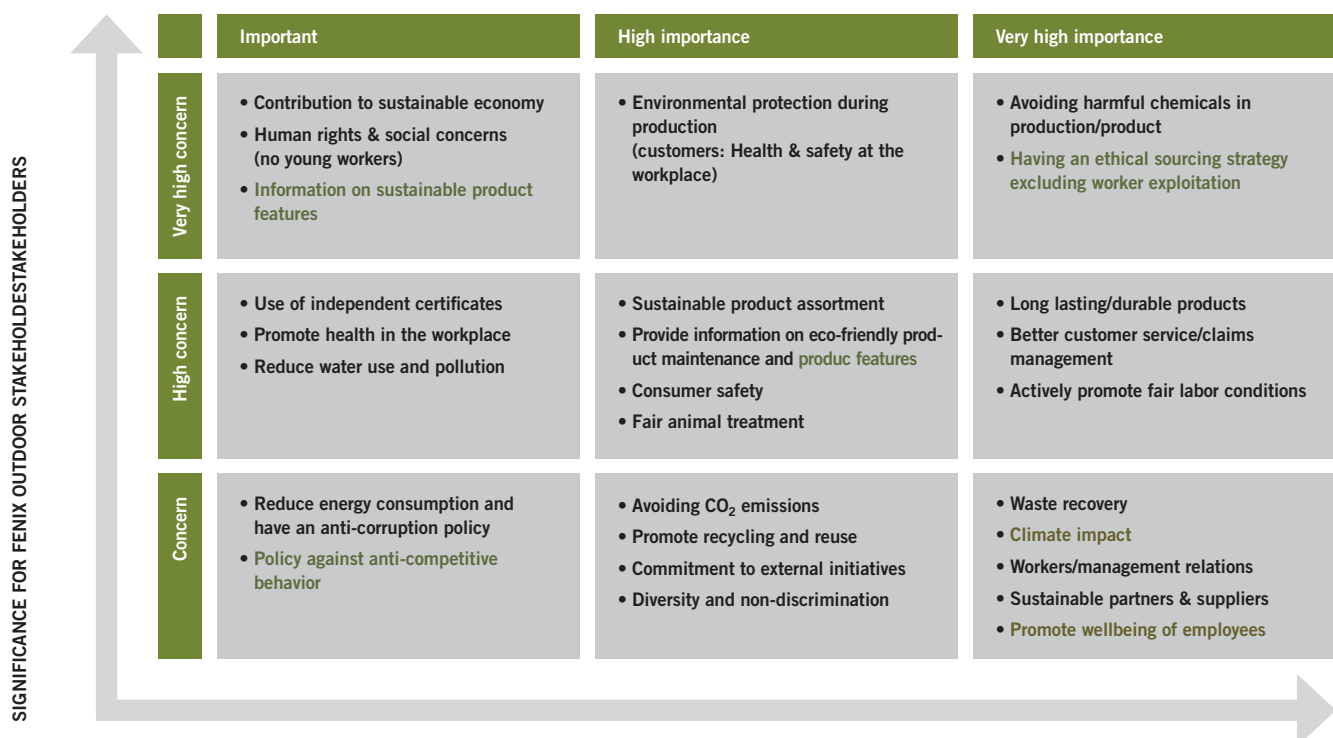 Important
High importance
Very high importance
SIGNIFICANCE FOR FENIX OUTDOOR STAKEHOLDESTAKEHOLDERS
Very high concern
• Contribution to sustainable economy
• Human rights & social concerns
(no young workers)
• Information on sustainable product
features
• Environmental protection during
production
(customers: Health & safety at the
workplace)
• Avoiding harmful chemicals in
production/product
• Having an ethical sourcing strategy
excluding worker exploitation
High concern
• Use of independent certificates
• Promote health in the workplace
• Reduce water use and pollution
• Sustainable product assortment
• Provide information on eco-friendly prod-
uct maintenance and produc features
• Consumer safety
• Fair animal treatment
• Long lasting/durable products
• Better customer service/claims
management
• Actively promote fair labor conditions
Concern
• Reduce energy consumption and
have an anti-corruption policy
• Policy against anti-competitive
behavior
• Avoiding CO₂ emissions
• Promote recycling and reuse
• Commitment to external initiatives
• Diversity and non-discrimination
• Waste recovery
• Climate impact
• Workers/management relations
• Sustainable partners & suppliers
• Promote wellbeing of employees